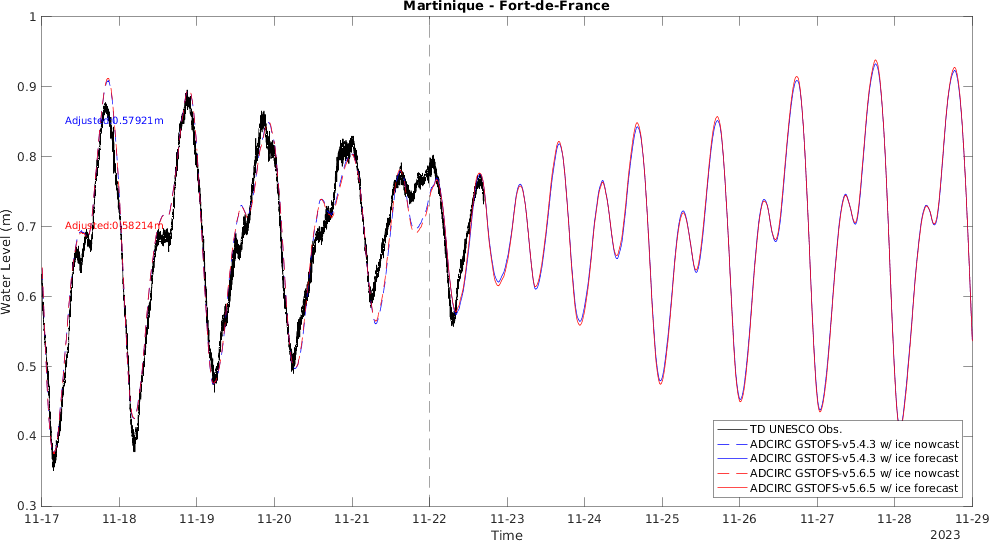 Martinique - Fort-de-France
1
0.9
0.8
0.7
0.6
0.5
0.4
0.3
Water Level (m)
Adjusted:0.57921m
Adjusted:0.58214m
TD UNESCO Obs.
ADCIRC GSTOFS-v5.4.3 w/ ice nowcast
ADCIRC GSTOFS-v5.4.3 w/ ice forecast
ADCIRC GSTOFS-v5.6.5 w/ ice nowcast
ADCIRC GSTOFS-v5.6.5 w/ ice forecast
11-17 11-18 11-19 11-20 11-21 11-22 11-23 11-24 11-25 11-26 11-27 11-28 11-29
Time
2023